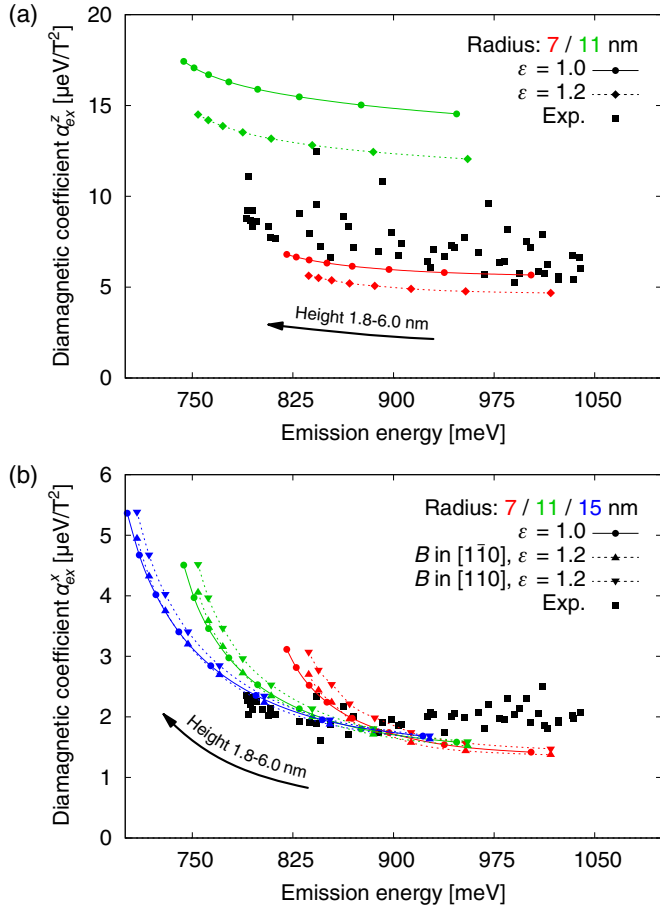 (a)
Diamagnetic coefficient α_ex^z [μeV/T²]
20
15
10
5
0
Radius: 7 / 11 nm
ε = 1.0
ε = 1.2
Exp.
Height 1.8-6.0 nm
750 825 900 975 1050
Emission energy [meV]
(b)
Diamagnetic coefficient α_ex^x [μeV/T²]
6
5
4
3
2
1
0
Radius: 7 / 11 / 15 nm
ε = 1.0
B in [11̄0], ε = 1.2
B in [110], ε = 1.2
Exp.
Height 1.8-6.0 nm
750 825 900 975 1050
Emission energy [meV]